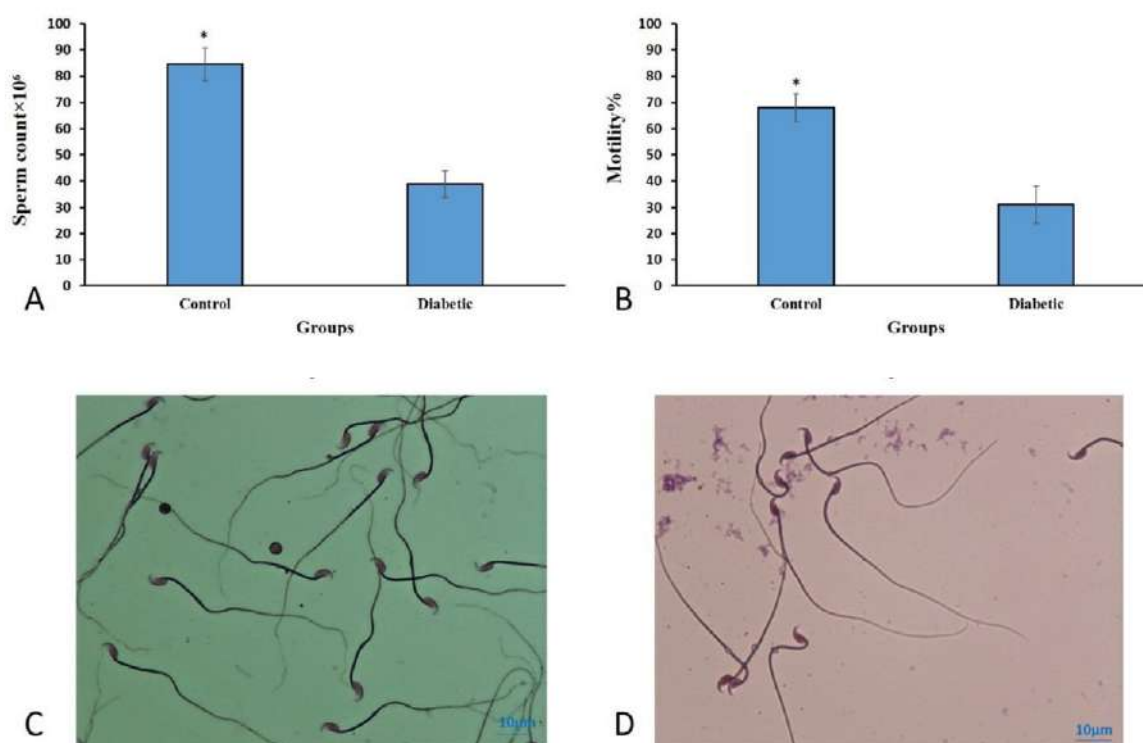 100
90
80
70
60
50
40
30
20
10
0
Sperm count×10⁶
*
Control
Diabetic
Groups
A
100
90
80
70
60
50
40
30
20
10
0
Motility%
*
Control
Diabetic
Groups
B
C
10µm
D
10µm